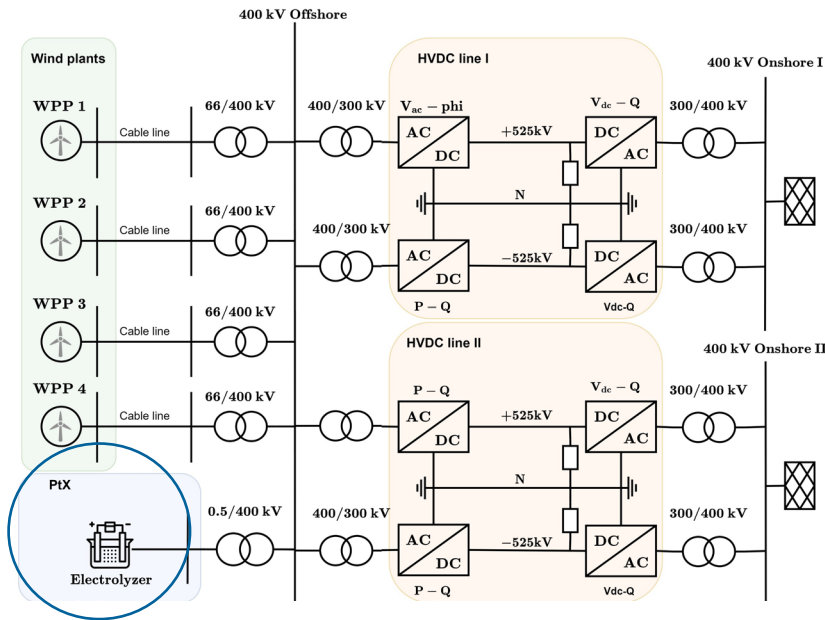 400 kV Offshore
Wind plants
HVDC line I
400 kV Onshore I
WPP 1
66/400 kV
400/300 kV
V_ac − phi
V_dc − Q
300/400 kV
Cable line
AC
DC
+525kV
DC
AC
WPP 2
66/400 kV
N
400/300 kV
300/400 kV
Cable line
AC
DC
−525kV
DC
AC
WPP 3
66/400 kV
P − Q
Vdc-Q
Cable line
HVDC line II
400 kV Onshore II
WPP 4
66/400 kV
P − Q
V_dc − Q
300/400 kV
Cable line
AC
DC
+525kV
DC
AC
PtX
N
0.5/400 kV
400/300 kV
300/400 kV
AC
DC
−525kV
DC
AC
Electrolyzer
P − Q
Vdc-Q